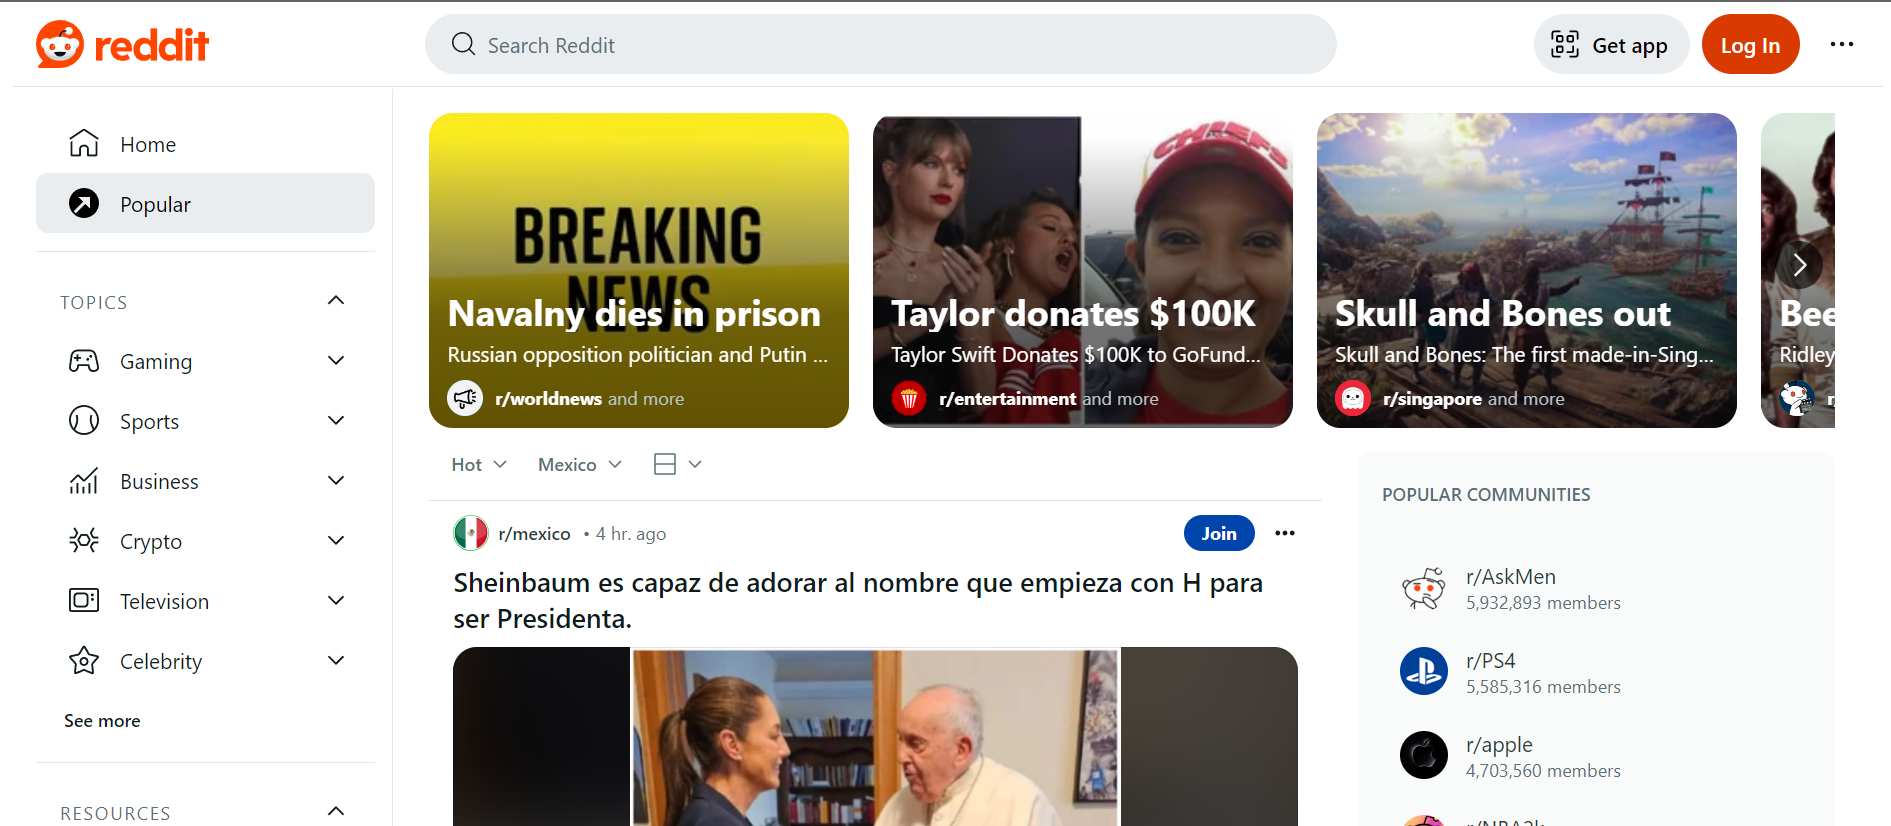 reddit
Search Reddit
Get app
Log In
Home
Popular
TOPICS
Gaming
Sports
Business
Crypto
Television
Celebrity
See more
RESOURCES
BREAKING
NEWS
Navalny dies in prison
Russian opposition politician and Putin ...
r/worldnews and more
CHIEFS
Taylor donates $100K
Taylor Swift Donates $100K to GoFund...
r/entertainment and more
Skull and Bones out
Skull and Bones: The first made-in-Sing...
r/singapore and more
Bee
Ridley
Hot
Mexico
r/mexico • 4 hr. ago
Join
Sheinbaum es capaz de adorar al nombre que empieza con H para
ser Presidenta.
POPULAR COMMUNITIES
r/AskMen
5,932,893 members
r/PS4
5,585,316 members
r/apple
4,703,560 members